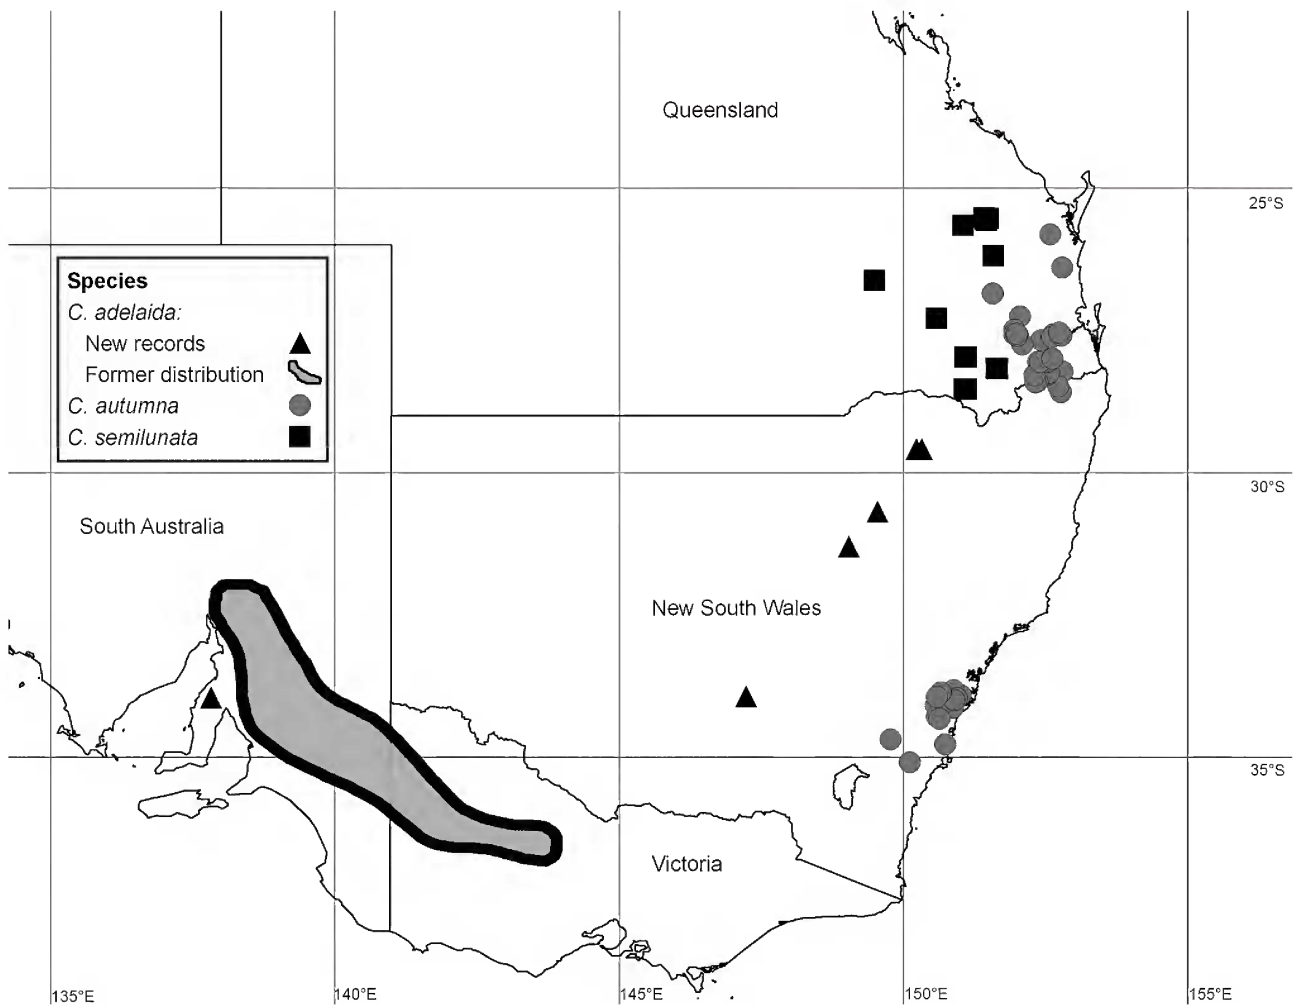 Queensland
25°S
Species
C. adelaida:
New records
Former distribution
C. autumna
C. semilunata
30°S
South Australia
New South Wales
35°S
Victoria
135°E
140°E
145°E
150°E
155°E